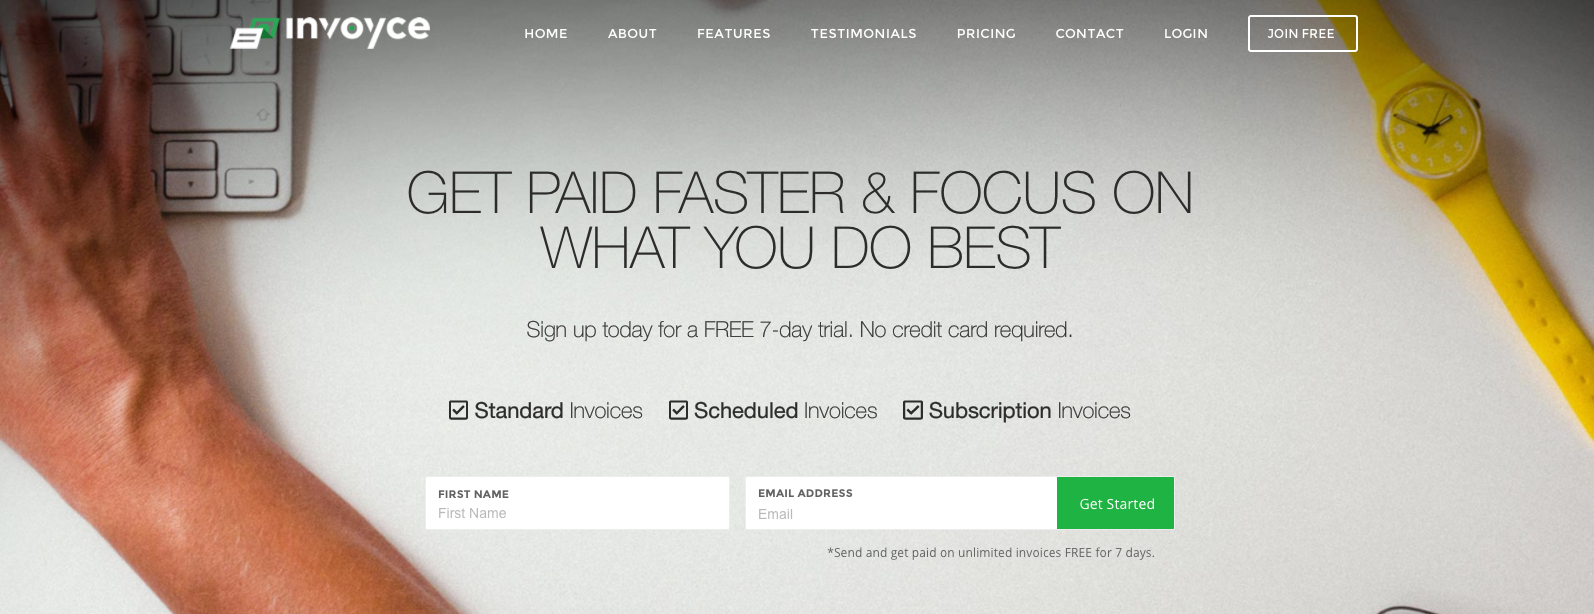 invoyce
HOME ABOUT FEATURES TESTIMONIALS PRICING CONTACT LOGIN JOIN FREE
GET PAID FASTER & FOCUS ON
WHAT YOU DO BEST
Sign up today for a FREE 7-day trial. No credit card required.
Standard Invoices Scheduled Invoices Subscription Invoices
FIRST NAME EMAIL ADDRESS
First Name Email Get Started
*Send and get paid on unlimited invoices FREE for 7 days.